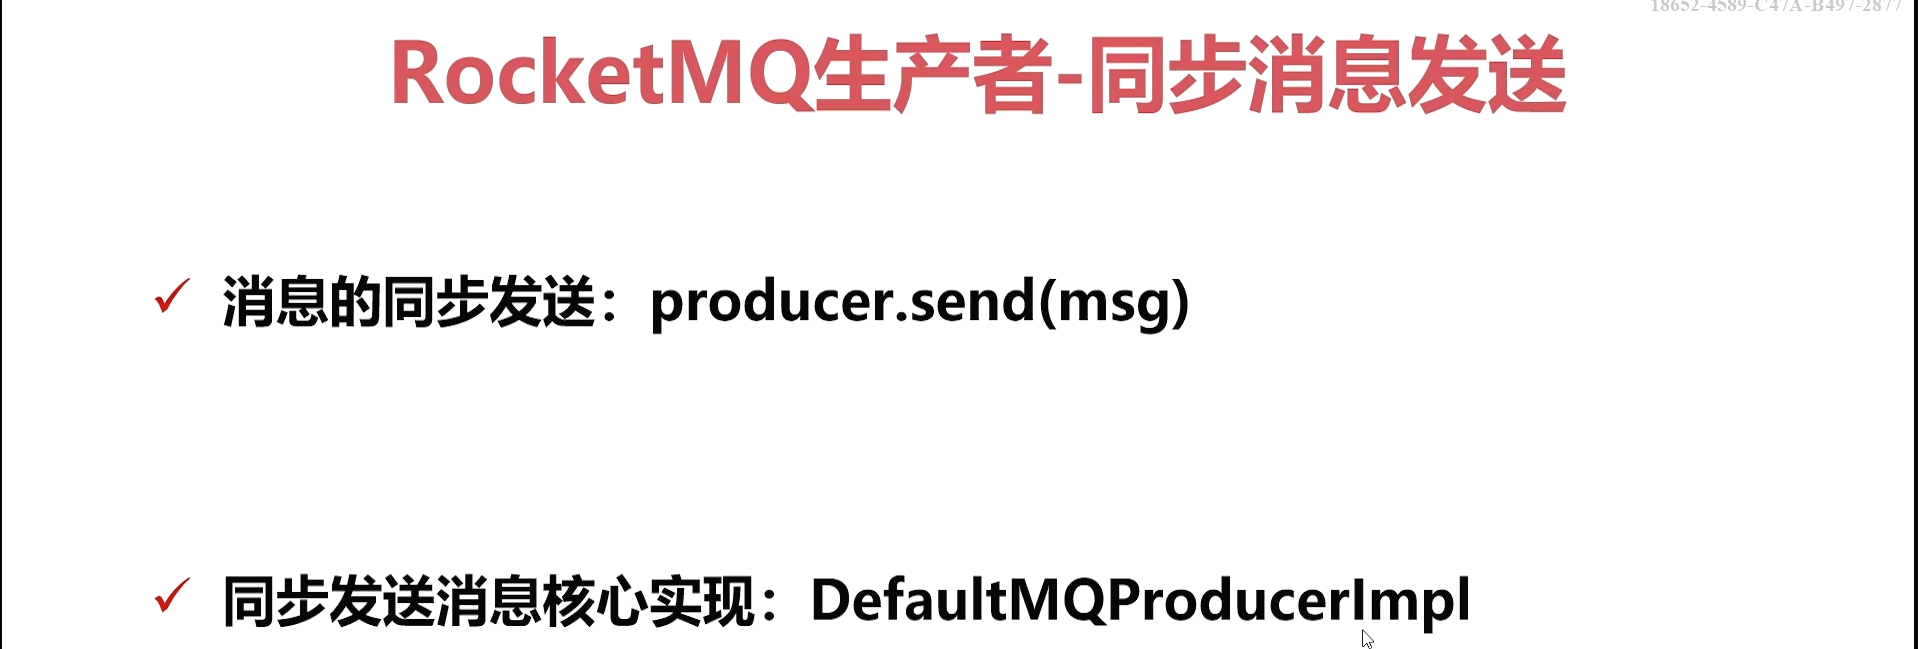 18652-4589-C47A-B497-2877
RocketMQ生产者-同步消息发送
消息的同步发送：producer.send(msg)
同步发送消息核心实现：DefaultMQProducerImpl